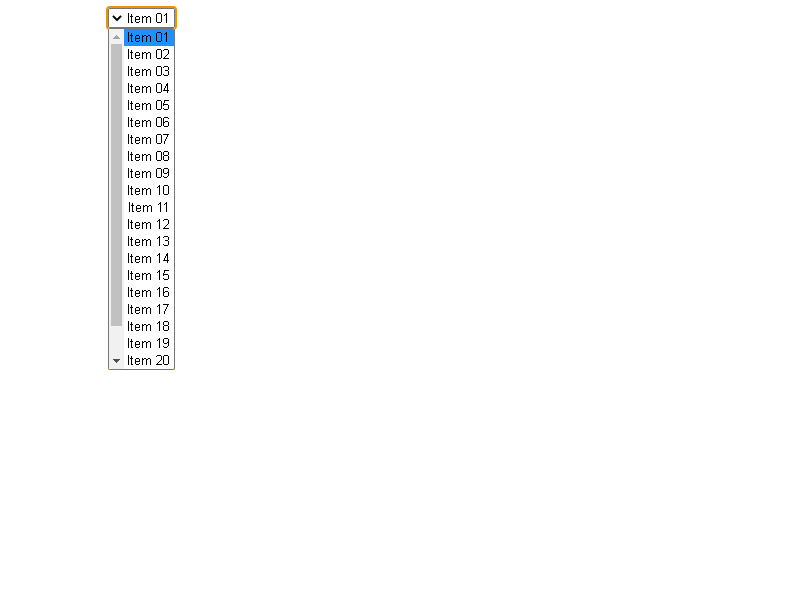 Item 01
Item 01
Item 02
Item 03
Item 04
Item 05
Item 06
Item 07
Item 08
Item 09
Item 10
Item 11
Item 12
Item 13
Item 14
Item 15
Item 16
Item 17
Item 18
Item 19
Item 20